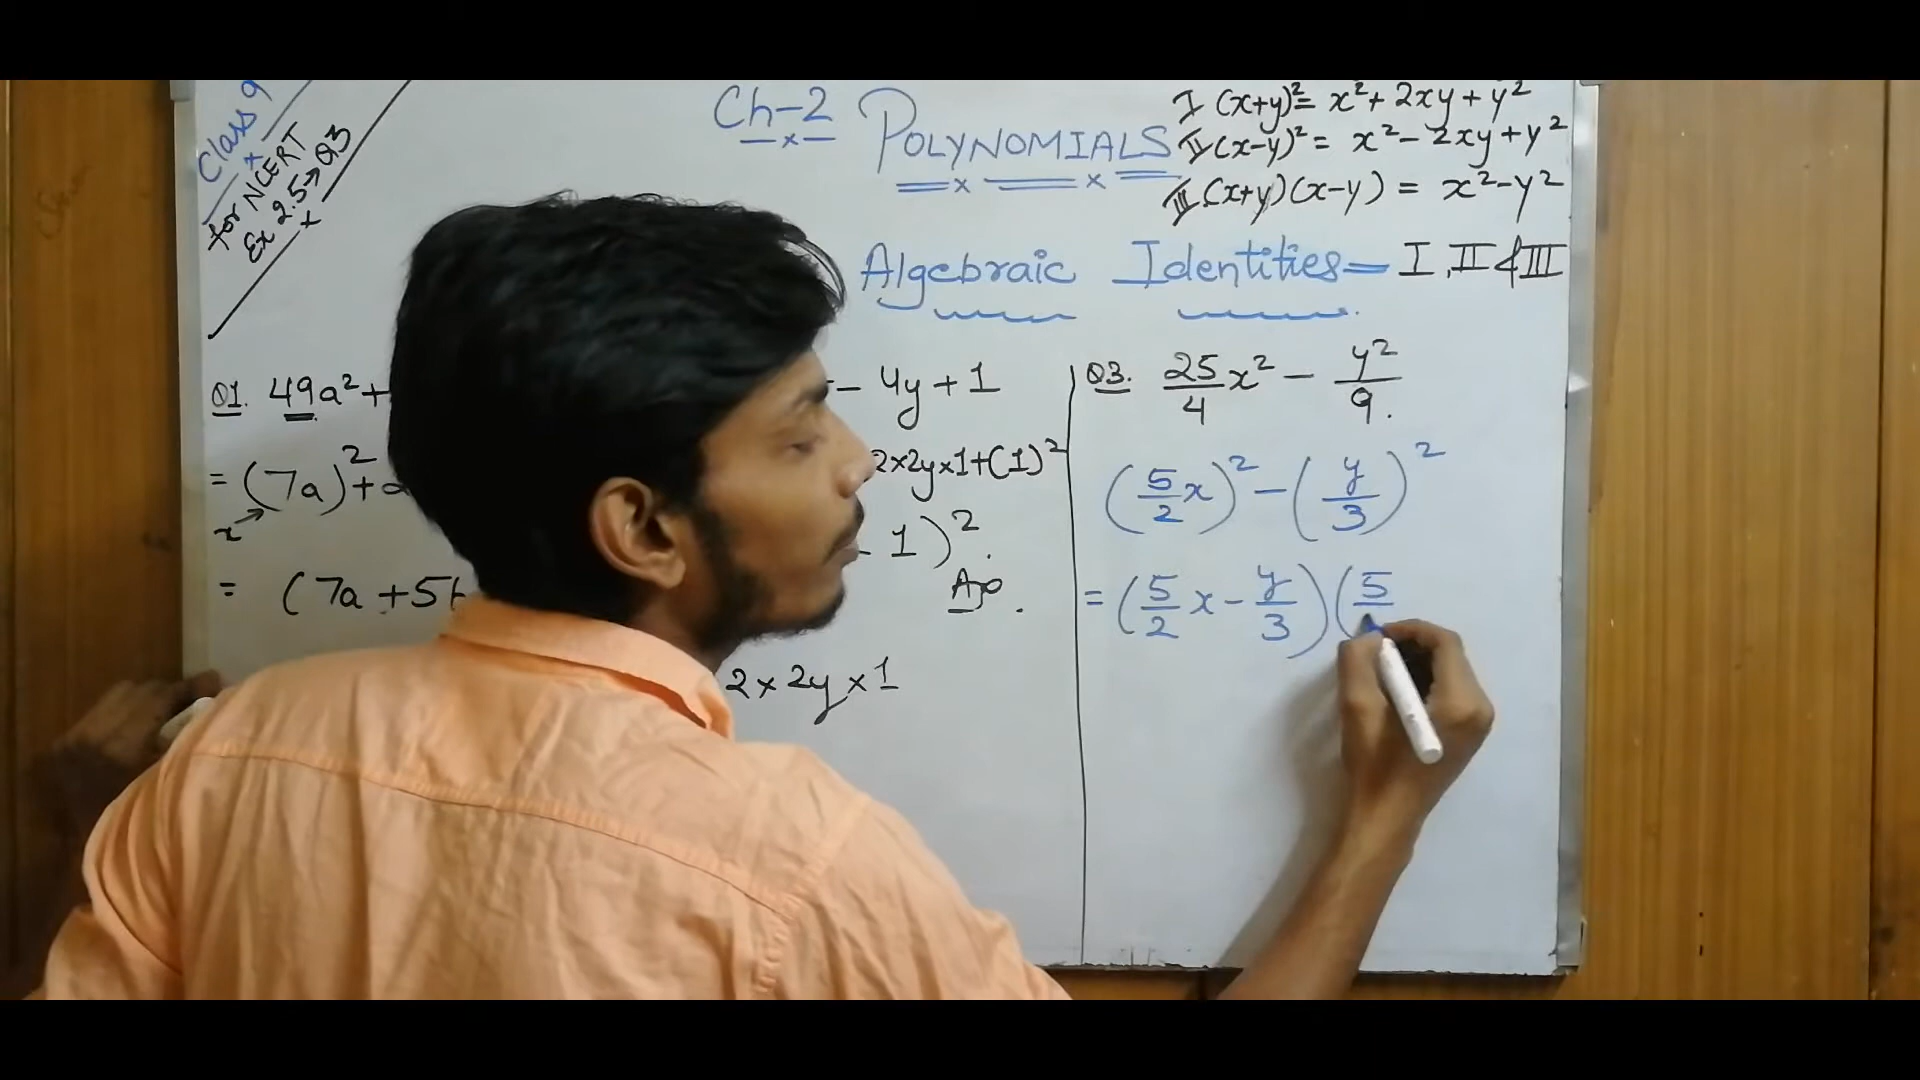 Class 9
for NCERT
Ex 2.5→Q3
Ch-2 POLYNOMIALS
I (x+y)² = x² + 2xy + y²
II (x-y)² = x² - 2xy + y²
III (x+y)(x-y) = x² - y²
Algebraic Identities - I, II & III
Q1. 49a² +
= (7a)² +
x
= (7a + 5
- 4y + 1
2×2y×1+(1)²
- 1)².
Ans.
2 × 2y × 1
Q3. 25/4 x² - y²/9.
(5/2 x)² - (y/3)²
= (5/2 x - y/3)(5